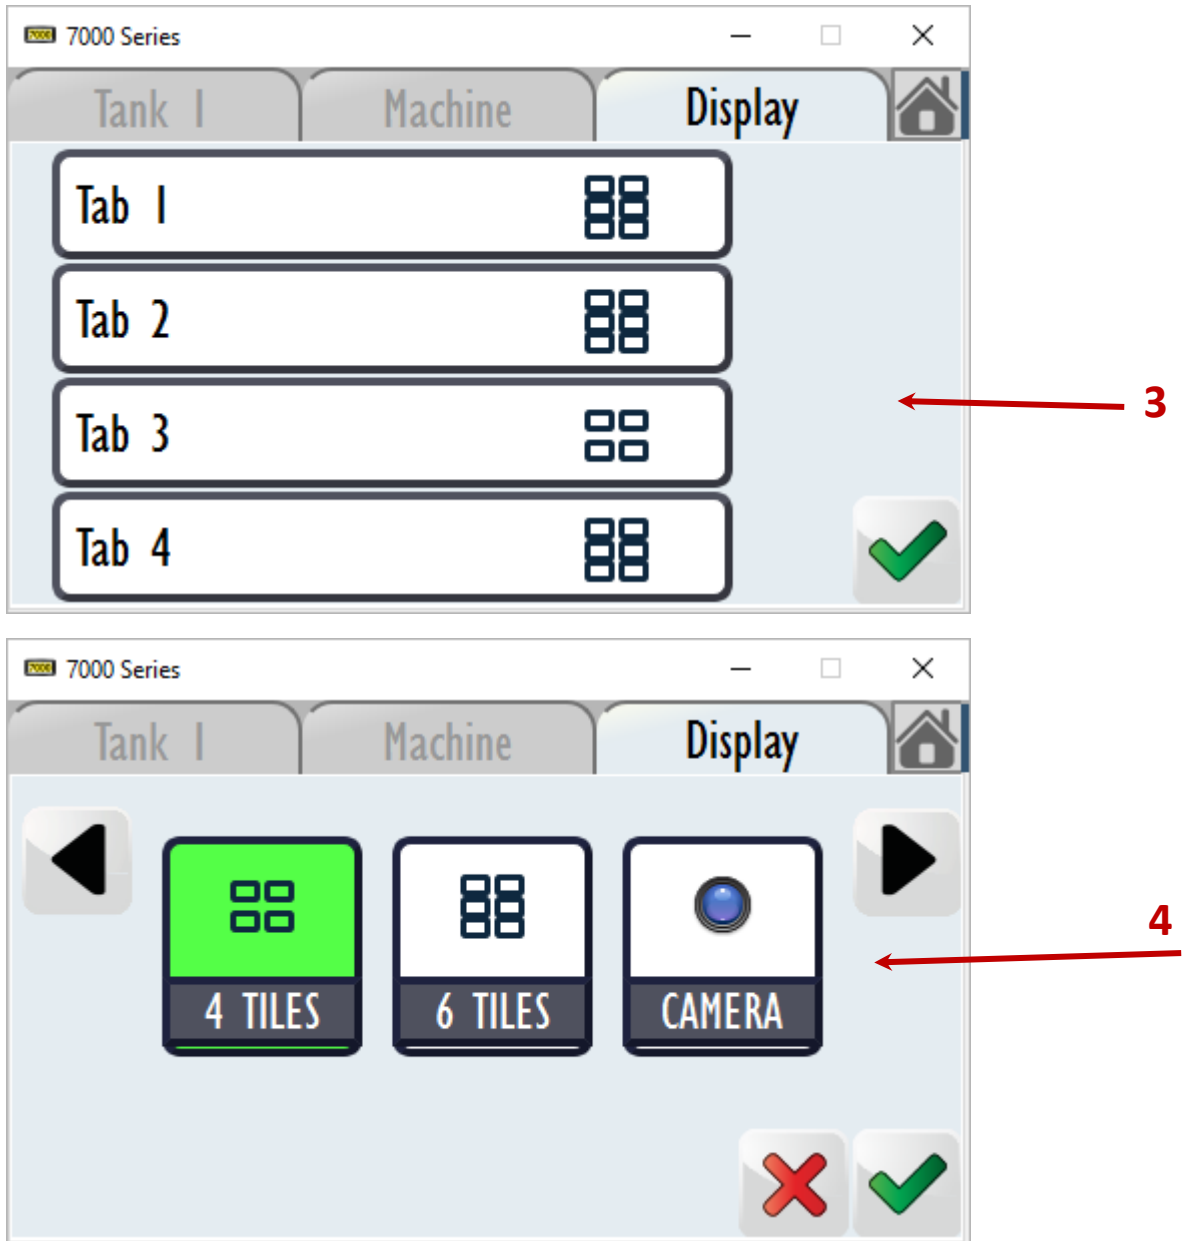 7000 Series
Tank 1
Machine
Display
Tab 1
Tab 2
Tab 3
Tab 4
3
7000 Series
Tank 1
Machine
Display
4 TILES
6 TILES
CAMERA
4